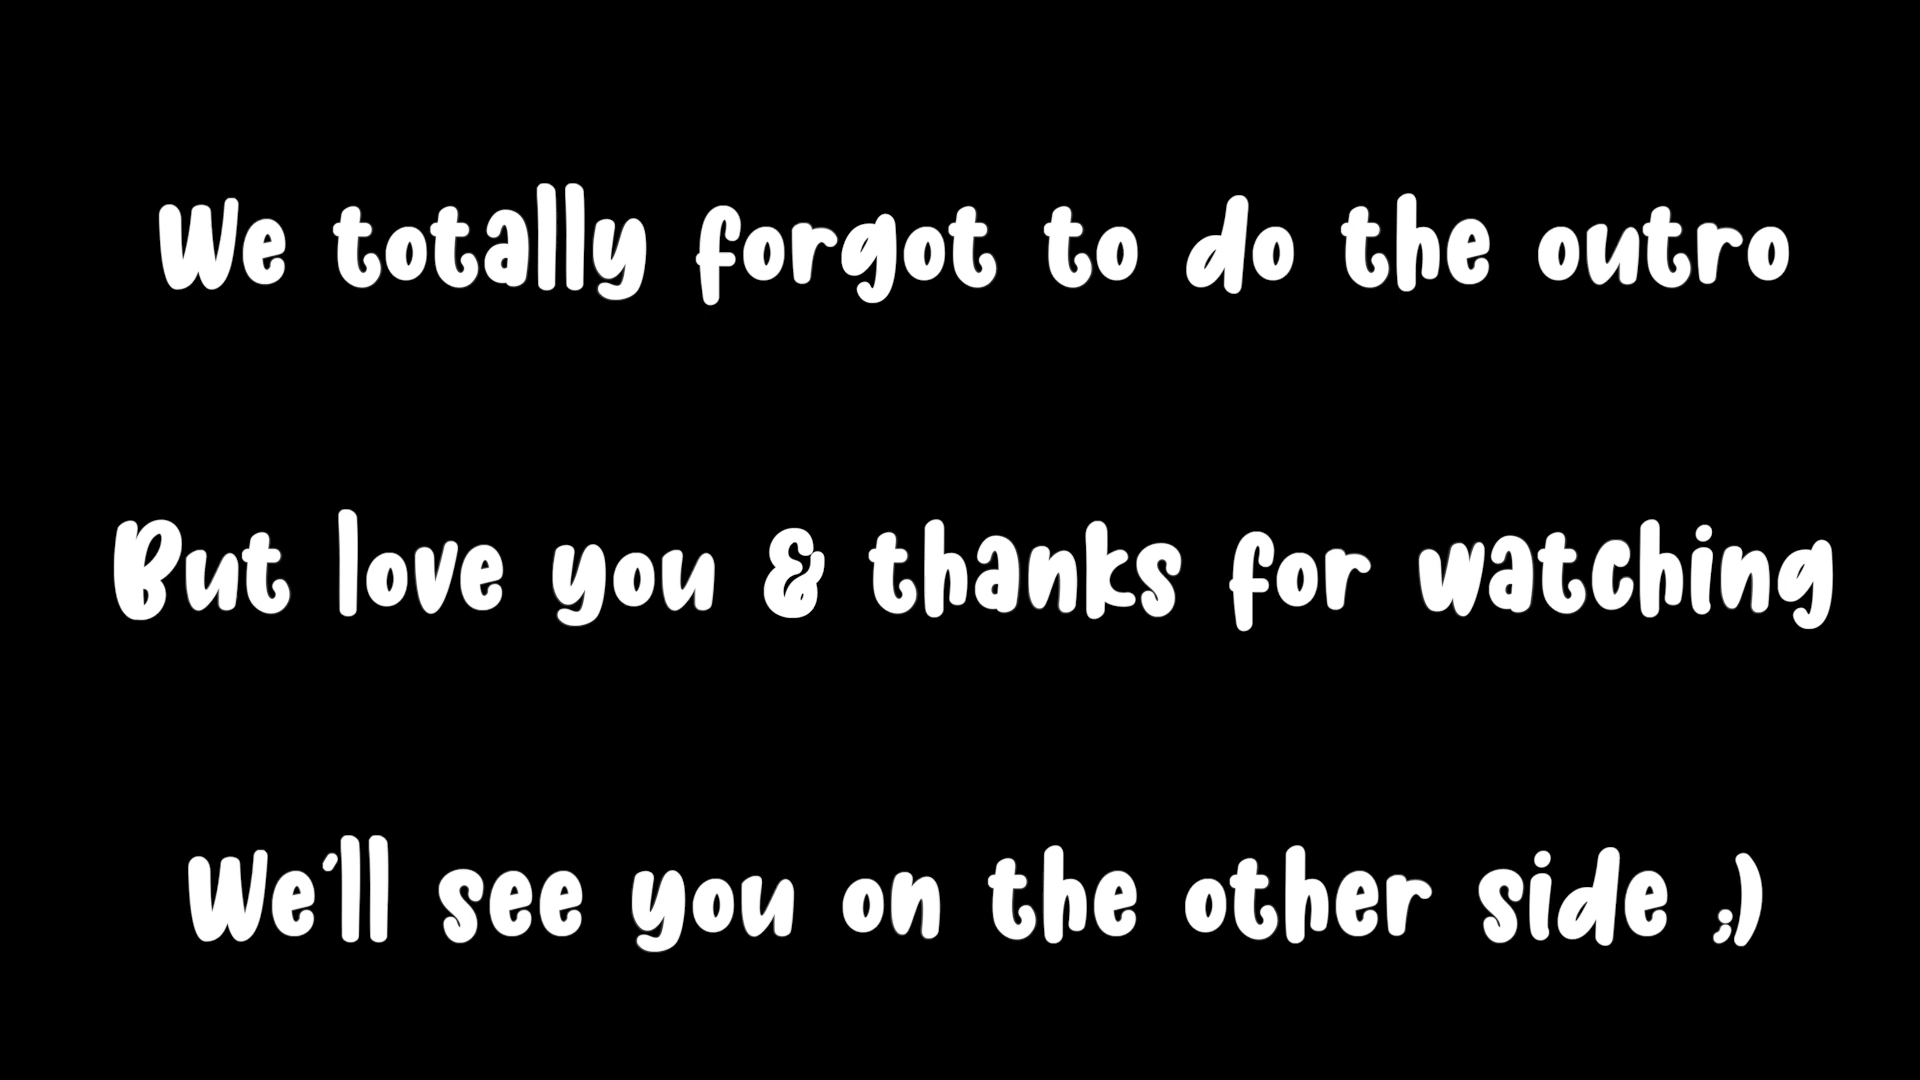 We totally forgot to do the outro
But love you & thanks for watching
We'll see you on the other side ;)